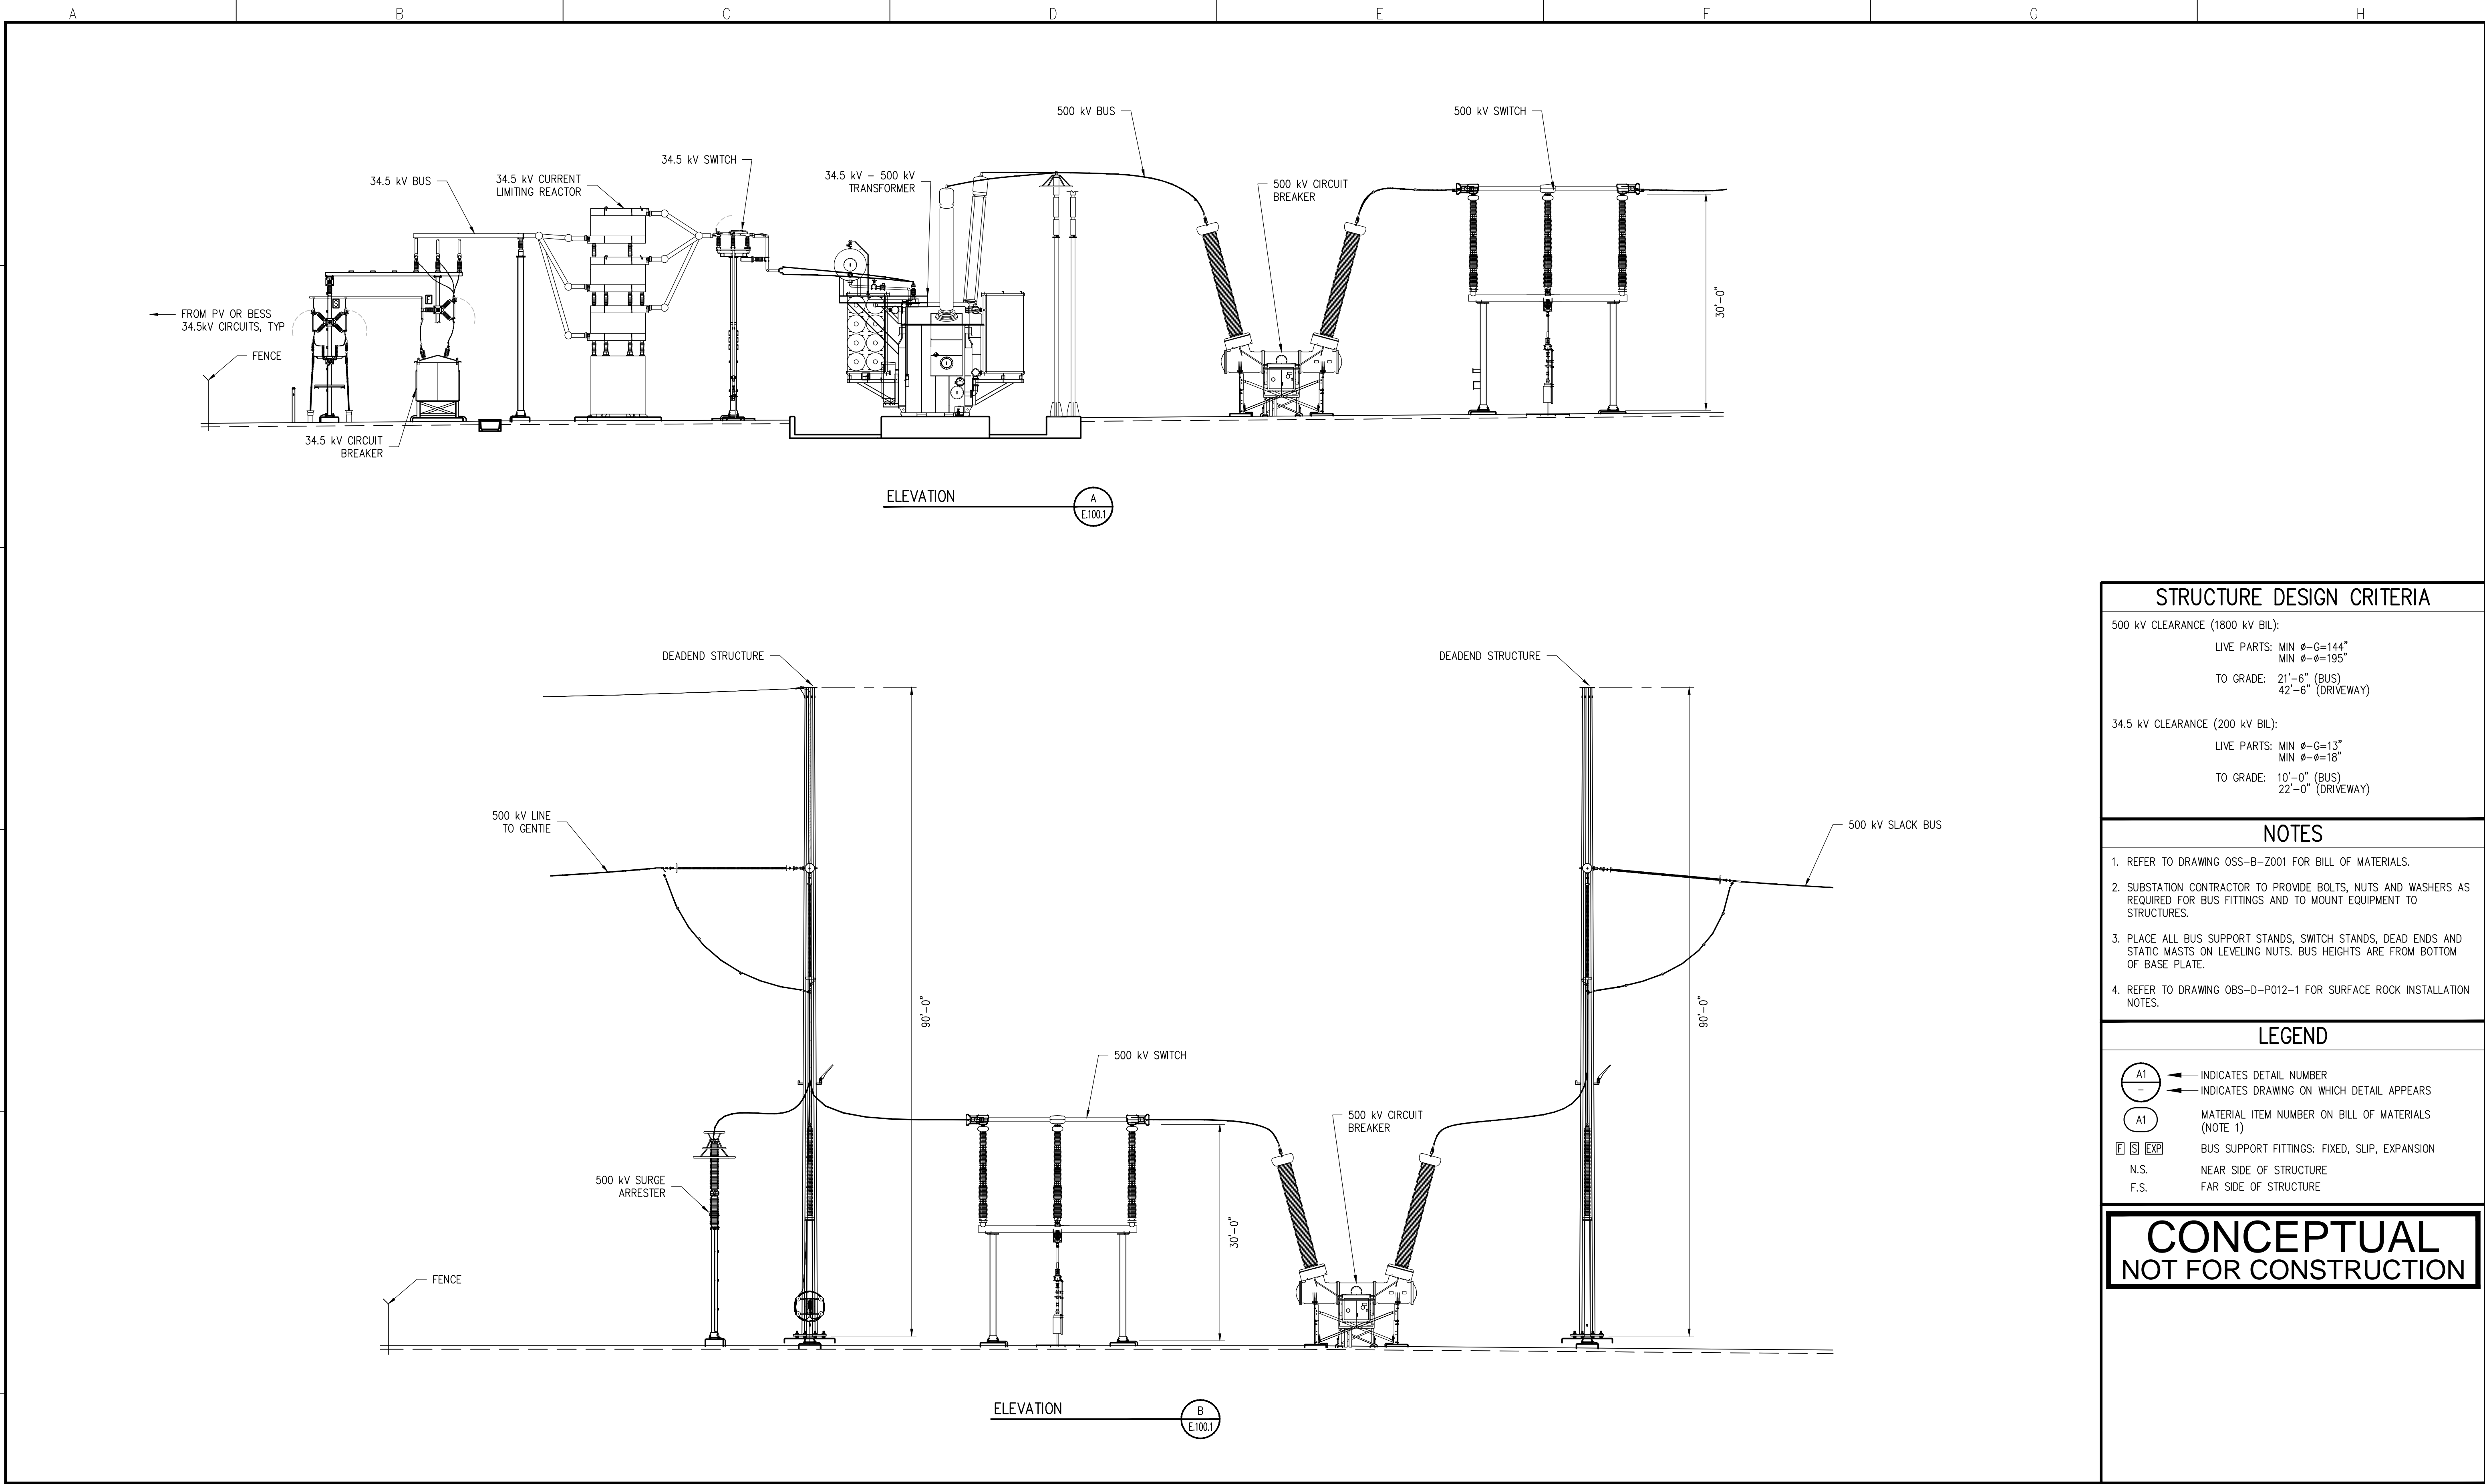 A B C D E F G H
500 kV BUS
500 kV SWITCH
34.5 kV SWITCH
34.5 kV BUS
34.5 kV CURRENT
LIMITING REACTOR
34.5 kV – 500 kV
TRANSFORMER
500 kV CIRCUIT
BREAKER
S
F
FROM PV OR BESS
34.5kV CIRCUITS, TYP
FENCE
30'–0"
34.5 kV CIRCUIT
BREAKER
ELEVATION
A
E.100.1
DEADEND STRUCTURE
DEADEND STRUCTURE
500 kV LINE
TO GENTIE
500 kV SLACK BUS
90'–0"
90'–0"
500 kV SWITCH
500 kV CIRCUIT
BREAKER
500 kV SURGE
ARRESTER
30'–0"
FENCE
ELEVATION
B
E.100.1
STRUCTURE DESIGN CRITERIA
500 kV CLEARANCE (1800 kV BIL):
LIVE PARTS: MIN ø–G=144"
MIN ø–ø=195"
TO GRADE: 21'–6" (BUS)
42'–6" (DRIVEWAY)
34.5 kV CLEARANCE (200 kV BIL):
LIVE PARTS: MIN ø–G=13"
MIN ø–ø=18"
TO GRADE: 10'–0" (BUS)
22'–0" (DRIVEWAY)
NOTES
1. REFER TO DRAWING OSS–B–Z001 FOR BILL OF MATERIALS.
2. SUBSTATION CONTRACTOR TO PROVIDE BOLTS, NUTS AND WASHERS AS
REQUIRED FOR BUS FITTINGS AND TO MOUNT EQUIPMENT TO
STRUCTURES.
3. PLACE ALL BUS SUPPORT STANDS, SWITCH STANDS, DEAD ENDS AND
STATIC MASTS ON LEVELING NUTS. BUS HEIGHTS ARE FROM BOTTOM
OF BASE PLATE.
4. REFER TO DRAWING OBS–D–P012–1 FOR SURFACE ROCK INSTALLATION
NOTES.
LEGEND
A1 INDICATES DETAIL NUMBER
– INDICATES DRAWING ON WHICH DETAIL APPEARS
A1 MATERIAL ITEM NUMBER ON BILL OF MATERIALS
(NOTE 1)
F S EXP BUS SUPPORT FITTINGS: FIXED, SLIP, EXPANSION
N.S. NEAR SIDE OF STRUCTURE
F.S. FAR SIDE OF STRUCTURE
CONCEPTUAL
NOT FOR CONSTRUCTION